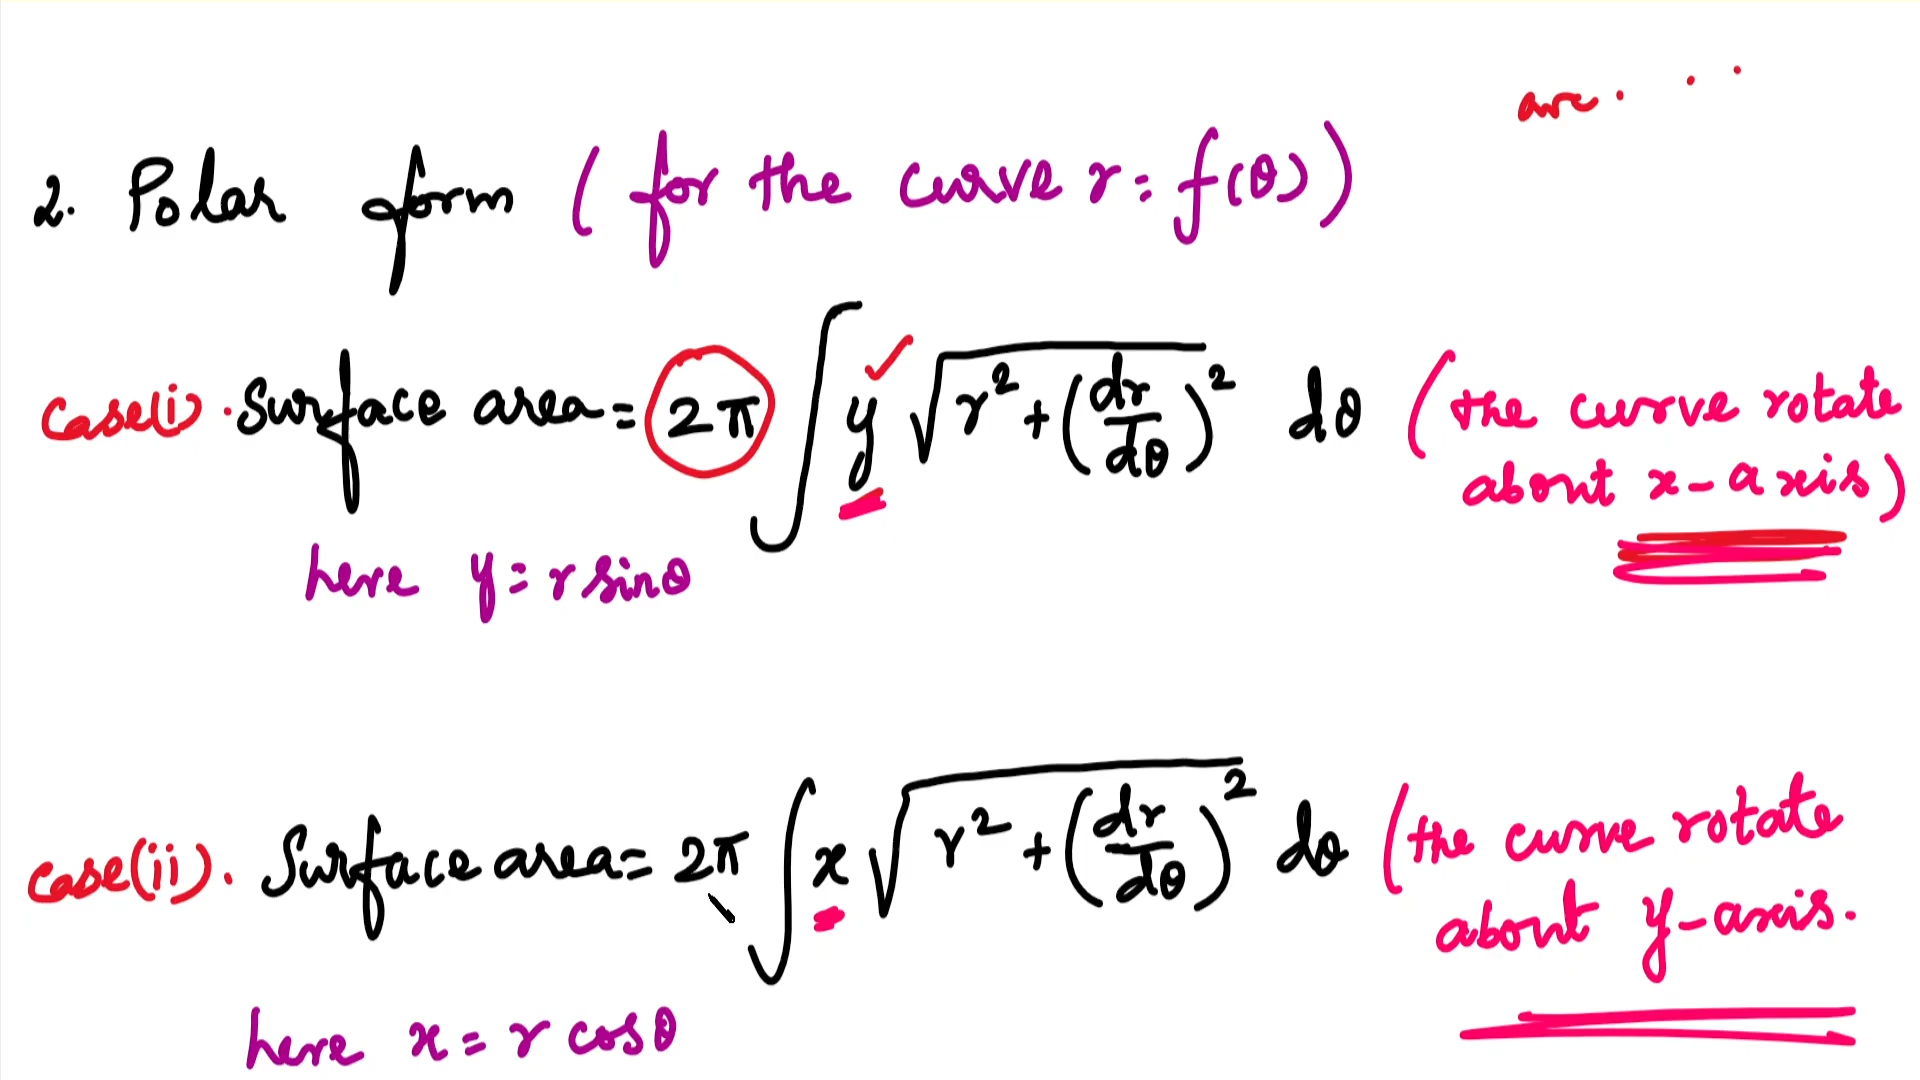 arc. . .
2. Polar form ( for the curve r = f(θ) )
Case(i). Surface area = 2π ∫ y √(r² + (dr/dθ)²) dθ ( the curve rotate
about x-axis)
here y = r sinθ
case(ii). Surface area = 2π ∫ x √(r² + (dr/dθ)²) dθ ( the curve rotate
about y-axis.
here x = r cosθ